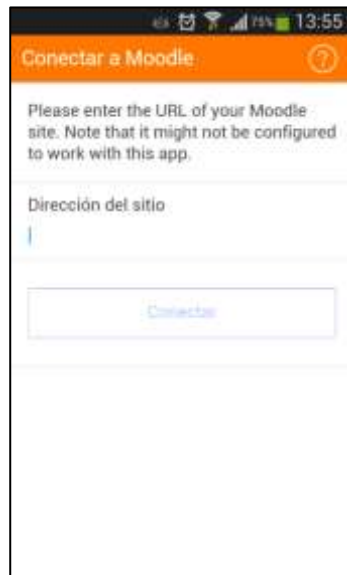 75% 13:55
Conectar a Moodle ?
Please enter the URL of your Moodle
site. Note that it might not be configured
to work with this app.
Dirección del sitio
Conectar